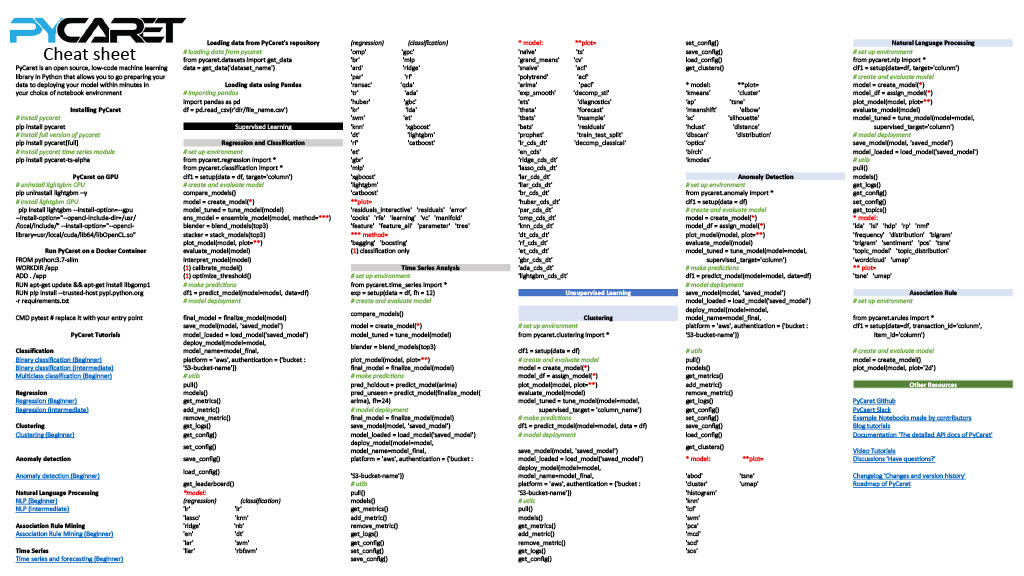 PYCARET
Cheat sheet
PyCaret is an open source, low-code machine learning
library in Python that allows you to go preparing your
data to deploying your model within minutes in
your choice of notebook environment
Installing PyCaret
# install pycaret
pip install pycaret
# install full version of pycaret
pip install pycaret[full]
# install pycaret time series module
pip install pycaret-ts-alpha
PyCaret on GPU
# uninstall lightgbm CPU
pip uninstall lightgbm -y
# install lightgbm GPU
pip install lightgbm --install-option=--gpu
--install-option="--opencl-include-dir=/usr/
local/include/" --install-option="--opencl-
library=usr/local/cuda/lib64/libOpenCL.so"
Run PyCaret on a Docker Container
FROM python:3.7-slim
WORKDIR /app
ADD . /app
RUN apt-get update && apt-get install libgomp1
RUN pip install --trusted-host pypi.python.org
-r requirements.txt
CMD pytest # replace it with your entry point
PyCaret Tutorials
Classification
Binary classification (Beginner)
Binary classification (Intermediate)
Multiclass classification (Beginner)
Regression
Regression (Beginner)
Regression (Intermediate)
Clustering
Clustering (Beginner)
Anomaly detection
Anomaly detection (Beginner)
Natural Language Processing
NLP (Beginner)
NLP (Intermediate)
Association Rule Mining
Association Rule Mining (Beginner)
Time Series
Time series and forecasting (Beginner)
Loading data from PyCaret's repository
# loading data from pycaret
from pycaret.datasets import get_data
data = get_data('dataset_name')
Loading data using Pandas
# importing pandas
import pandas as pd
df = pd.read_csv(r'dir/file_name.csv')
Supervised Learning
Regression and Classification
# set up environment
from pycaret.regression import *
from pycaret.classification import *
df1 = setup(data = df, target='column')
# create and evaluate model
compare_models()
model = create_model(*)
model_tuned = tune_model(model)
ens_model = ensemble_model(model, method=***)
blender = blend_models(top3)
stacker = stack_models(top3)
plot_model(model, plot=**)
evaluate_model(model)
interpret_model(model)
(1) calibrate_model()
(1) optimize_threshold()
# make predictions
df1 = predict_model(model=model, data=df)
# model deployment
final_model = finalize_model(model)
save_model(model, 'saved_model')
model_loaded = load_model('saved_model')
deploy_model(model=model,
model_name=model_final,
platform = 'aws', authentication = {'bucket :
'S3-bucket-name'})
# utils
pull()
models()
get_metrics()
add_metric()
remove_metric()
get_logs()
get_config()
set_config()
save_config()
load_config()
get_leaderboard()
*model:
(regression) (classification)
'lr' 'lr'
'lasso' 'knn'
'ridge' 'nb'
'en' 'dt'
'lar' 'svm'
'llar' 'rbfsvm'
(regression) (classification)
'omp' 'gpc'
'br' 'mlp'
'ard' 'ridge'
'par' 'rf'
'ransac' 'qda'
'tr' 'ada'
'huber' 'gbc'
'kr' 'lda'
'svm' 'et'
'knn' 'xgboost'
'dt' 'lightgbm'
'rf' 'catboost'
'et'
'gbr'
'mlp'
'xgboost'
'lightgbm'
'catboost'
**plot=
'residuals_interactive' 'residuals' 'error'
'cooks' 'rfe' 'learning' 'vc' 'manifold'
'feature' 'feature_all' 'parameter' 'tree'
*** method=
'bagging' 'boosting'
(1) classification only
Time Series Analysis
# set up environment
from pycaret.time_series import *
exp = setup(data = df, fh = 12)
# create and evaluate model
compare_models()
model = create_model(*)
model_tuned = tune_model(model)
blender = blend_models(top3)
plot_model(model, plot=**)
final_model = finalize_model(model)
# make predictions
pred_holdout = predict_model(arima)
pred_unseen = predict_model(finalize_model(
arima), fh=24)
# model deployment
final_model = finalize_model(model)
save_model(model, 'saved_model')
model_loaded = load_model('saved_model')
deploy_model(model=model,
model_name=model_final,
platform = 'aws', authentication = {'bucket :
'S3-bucket-name'})
# utils
pull()
models()
get_metrics()
add_metric()
remove_metric()
get_logs()
get_config()
set_config()
save_config()
* model: **plot=
'naive' 'ts'
'grand_means' 'cv'
'snaive' 'acf'
'polytrend' 'acf'
'arima' 'pacf'
'exp_smooth' 'decomp_stl'
'ets' 'diagnostics'
'theta' 'forecast'
'tbats' 'insample'
'bats' 'residuals'
'prophet' 'train_test_split'
'lr_cds_dt' 'decomp_classical'
'en_cds'
'ridge_cds_dt'
'lasso_cds_dt'
'lar_cds_dt'
'llar_cds_dt'
'br_cds_dt'
'huber_cds_dt'
'par_cds_dt'
'omp_cds_dt'
'knn_cds_dt'
'dt_cds_dt'
'rf_cds_dt'
'et_cds_dt'
'gbr_cds_dt'
'ada_cds_dt'
'lightgbm_cds_dt'
Unsupervised Learning
Clustering
# set up environment
from pycaret.clustering import *
df1 = setup(data = df)
# create and evaluate model
model = create_model(*)
model_df = assign_model(*)
plot_model(model, plot=**)
evaluate_model(model)
model_tuned = tune_model(model=model,
supervised_target = 'column_name')
# make predictions
df1 = predict_model(model=model, data = df)
# model deployment
save_model(model, 'saved_model')
model_loaded = load_model('saved_model')
deploy_model(model=model,
model_name=model_final,
platform = 'aws', authentication = {'bucket :
'S3-bucket-name'})
# utils
pull()
models()
get_metrics()
add_metric()
remove_metric()
get_logs()
get_config()
set_config()
save_config()
load_config()
get_clusters()
* model: **plot=
'kmeans' 'cluster'
'ap' 'tsne'
'meanshift' 'elbow'
'sc' 'silhouette'
'hclust' 'distance'
'dbscan' 'distribution'
'optics'
'birch'
'kmodes'
Anomaly Detection
# set up environment
from pycaret.anomaly import *
df1 = setup(data = df)
# create and evaluate model
model = create_model(*)
model_df = assign_model(*)
plot_model(model, plot=**)
evaluate_model(model)
model_tuned = tune_model(model=model,
supervised_target='column')
# make predictions
df1 = predict_model(model=model, data=df)
# model deployment
save_model(model, 'saved_model')
model_loaded = load_model('saved_model')
deploy_model(model=model,
model_name=model_final,
platform = 'aws', authentication = {'bucket :
'S3-bucket-name'})
# utils
pull()
models()
get_metrics()
add_metric()
remove_metric()
get_logs()
get_config()
set_config()
save_config()
load_config()
get_clusters()
* model: **plot=
'abod' 'tsne'
'cluster' 'umap'
'histogram'
'knn'
'lof'
'svm'
'pca'
'mcd'
'sod'
'sos'
Natural Language Processing
# set up environment
from pycaret.nlp import *
df1 = setup(data=df, target='column')
# create and evaluate model
model = create_model(*)
model_df = assign_model(*)
plot_model(model, plot=**)
evaluate_model(model)
model_tuned = tune_model(model=model,
supervised_target='column')
# model deployment
save_model(model, 'saved_model')
model_loaded = load_model('saved_model')
# utils
pull()
models()
get_logs()
get_config()
set_config()
get_topics()
* model:
'lda' 'lsi' 'hdp' 'rp' 'nmf'
'frequency' 'distribution' 'bigram'
'trigram' 'sentiment' 'pos' 'tsne'
'topic_model' 'topic_distribution'
'wordcloud' 'umap'
** plot=
'tsne' 'umap'
Association Rule
# set up environment
from pycaret.arules import *
df1 = setup(data=df, transaction_id='column',
item_id='column')
# create and evaluate model
model = create_model()
plot_model(model, plot='2d')
Other Resources
PyCaret Github
PyCaert Slack
Example Notebooks made by contributors
Blog tutorials
Documentation 'The detailed API docs of PyCaret'
Video Tutorials
Discussions 'Have questions?'
Changelog 'Changes and version history'
Roadmap of PyCaret